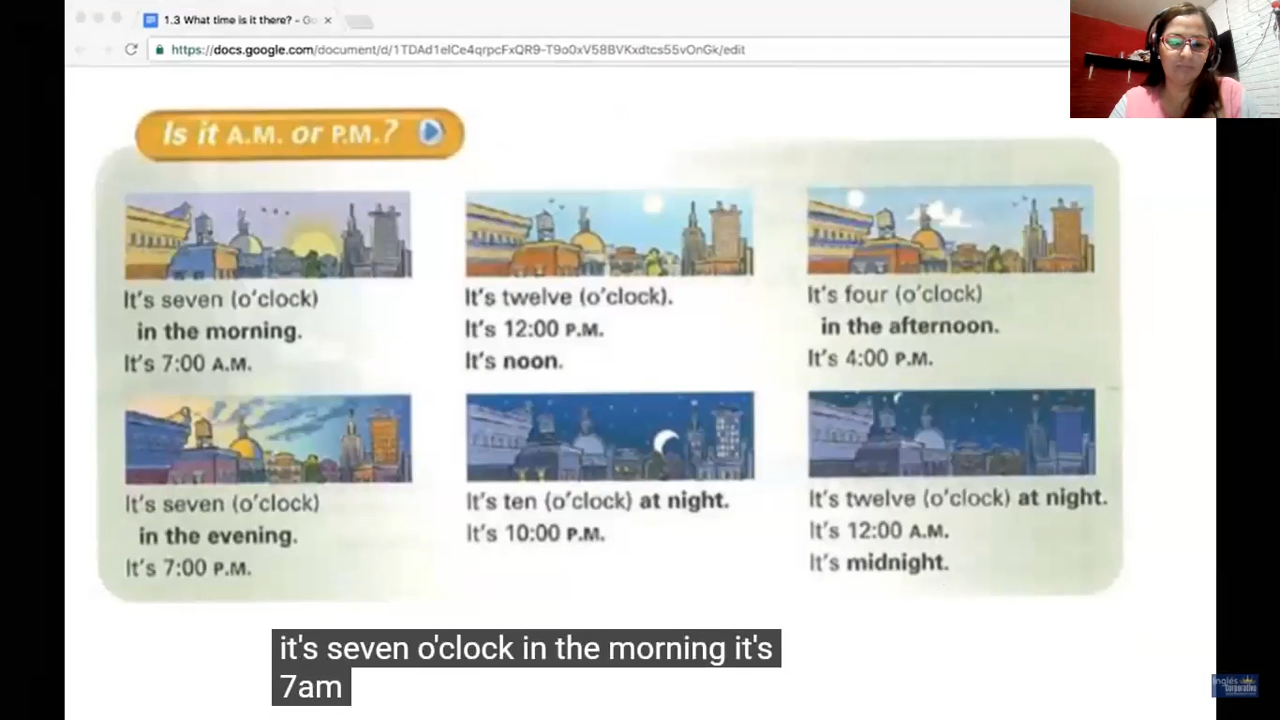 1.3 What time is it there? - Go
https://docs.google.com/document/d/1TDAd1eICe4qrpcFxQR9-T9o0xV58BVKxdtcs55vOnGk/edit
Is it A.M. or P.M.?
It's seven (o'clock)
in the morning.
It's 7:00 A.M.
It's twelve (o'clock).
It's 12:00 P.M.
It's noon.
It's four (o'clock)
in the afternoon.
It's 4:00 P.M.
It's seven (o'clock)
in the evening.
It's 7:00 P.M.
It's ten (o'clock) at night.
It's 10:00 P.M.
It's twelve (o'clock) at night.
It's 12:00 A.M.
It's midnight.
it's seven o'clock in the morning it's
7am
Inglés
Corporativo